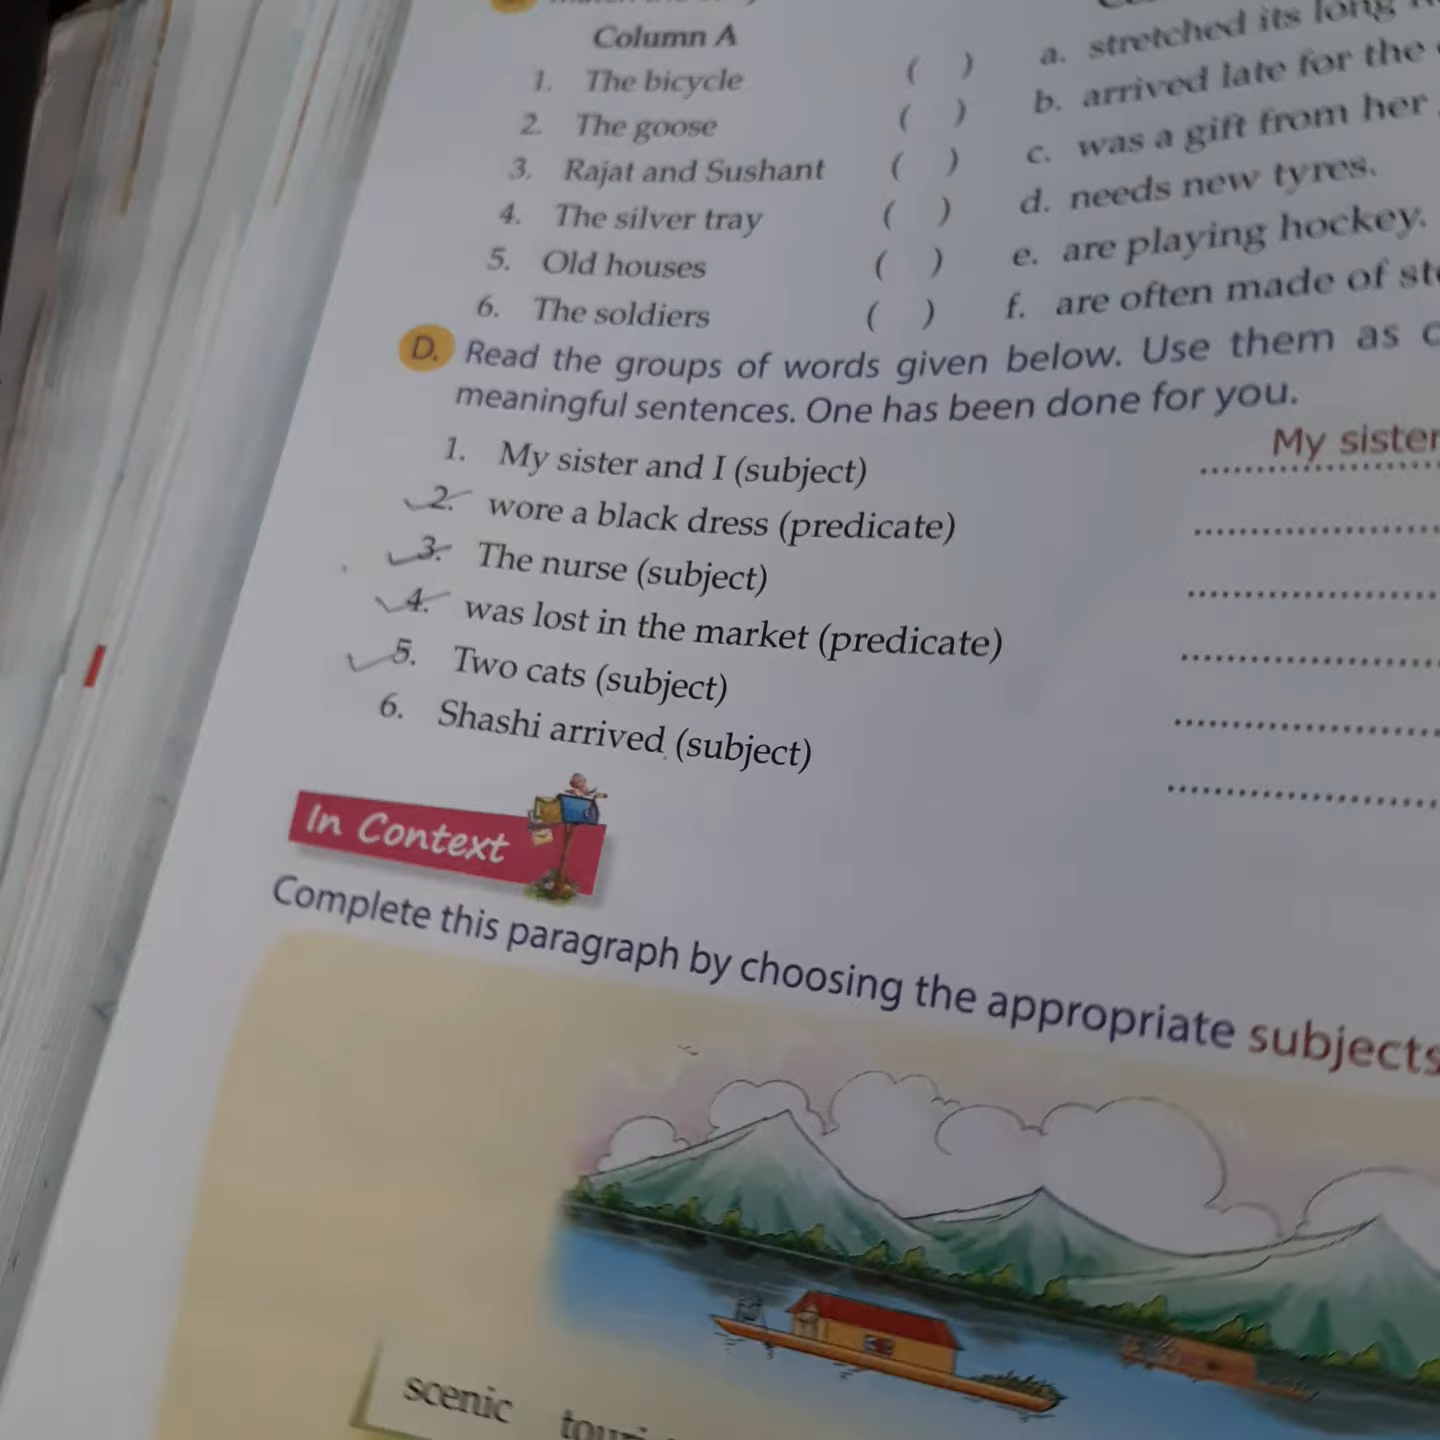 Column A
1. The bicycle ( ) a. stretched its long
2. The goose ( ) b. arrived late for the
3. Rajat and Sushant ( ) c. was a gift from her
4. The silver tray ( ) d. needs new tyres.
5. Old houses ( ) e. are playing hockey.
6. The soldiers ( ) f. are often made of
D. Read the groups of words given below. Use them as
meaningful sentences. One has been done for you.
1. My sister and I (subject) My sister
2. wore a black dress (predicate)
3. The nurse (subject)
4. was lost in the market (predicate)
5. Two cats (subject)
6. Shashi arrived (subject)
In Context
Complete this paragraph by choosing the appropriate subjects
scenic